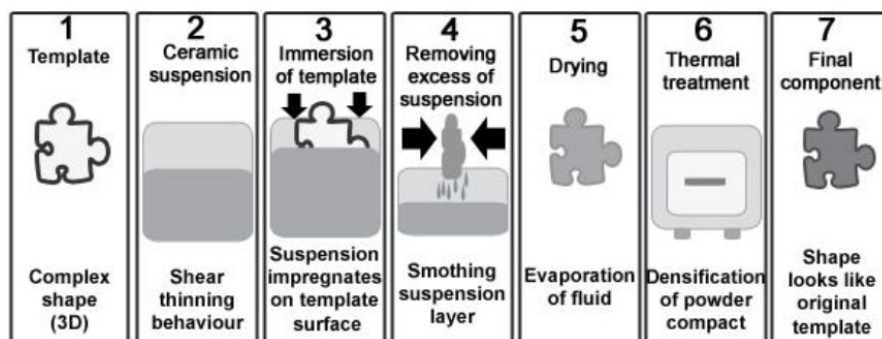 1
Template
Complex
shape
(3D)
2
Ceramic
suspension
Shear
thinning
behaviour
3
Immersion
of template
Suspension
impregnates
on template
surface
4
Removing
excess of
suspension
Smothing
suspension
layer
5
Drying
Evaporation
of fluid
6
Thermal
treatment
Densification
of powder
compact
7
Final
component
Shape
looks like
original
template